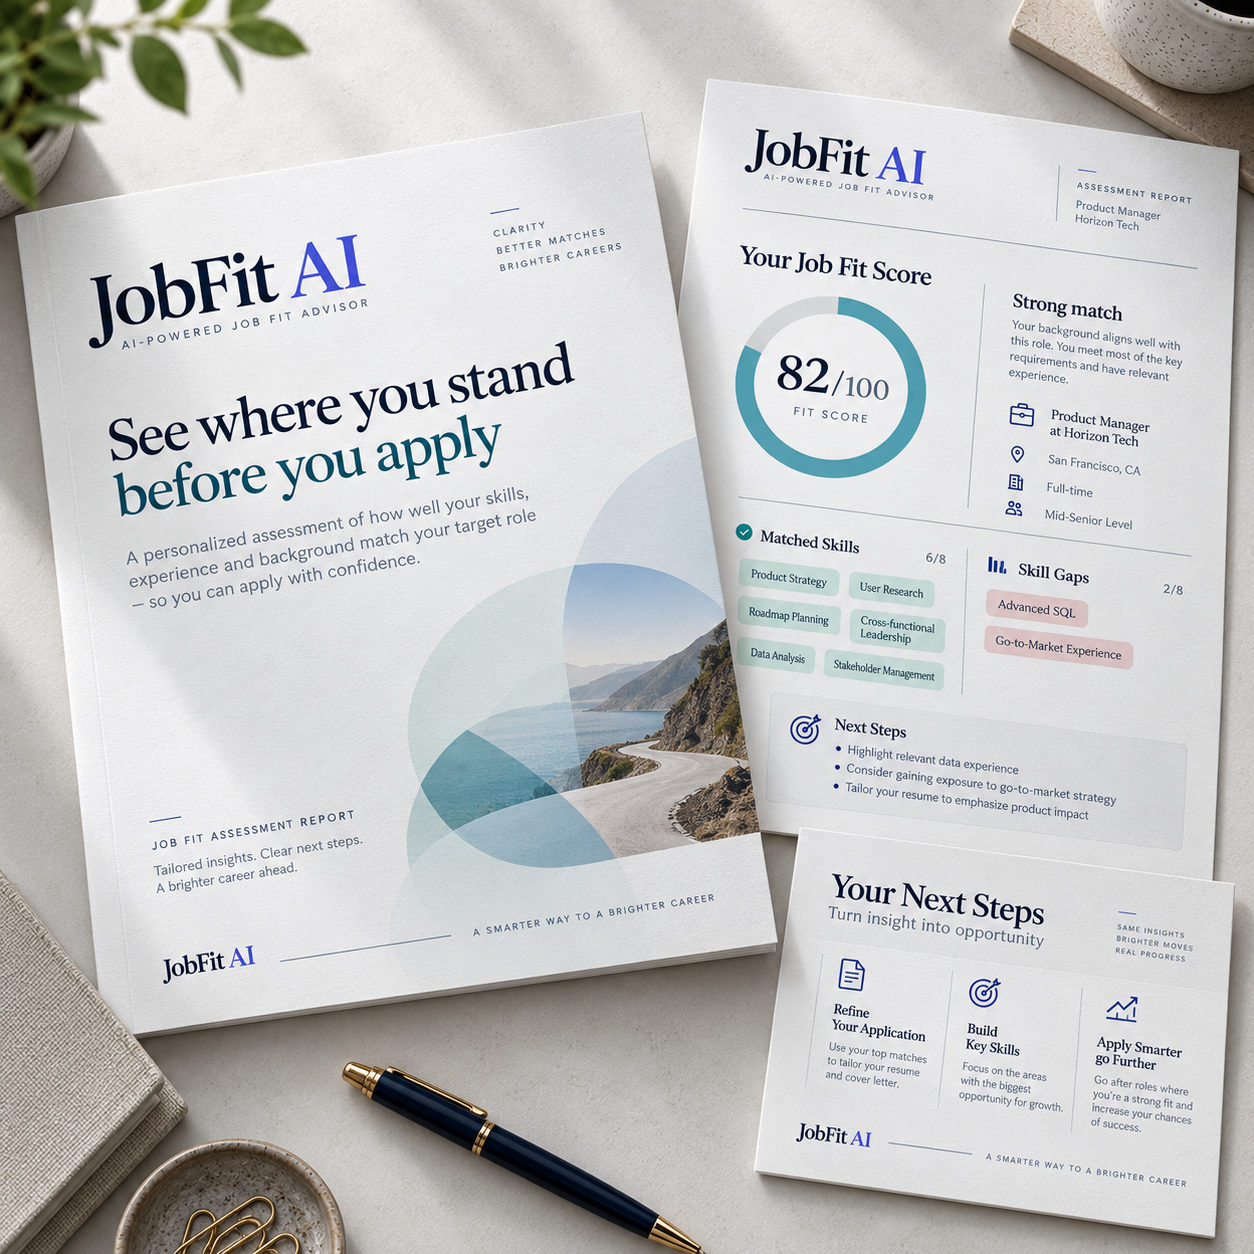 JobFit AI
AI-POWERED JOB FIT ADVISOR
CLARITY
BETTER MATCHES
BRIGHTER CAREERS
See where you stand
before you apply
A personalized assessment of how well your skills,
experience and background match your target role
– so you can apply with confidence.
JOB FIT ASSESSMENT REPORT
Tailored insights. Clear next steps.
A brighter career ahead.
JobFit AI
A SMARTER WAY TO A BRIGHTER CAREER
JobFit AI
AI-POWERED JOB FIT ADVISOR
ASSESSMENT REPORT
Product Manager
Horizon Tech
Your Job Fit Score
82/100
FIT SCORE
Strong match
Your background aligns well with
this role. You meet most of the key
requirements and have relevant
experience.
Product Manager
at Horizon Tech
San Francisco, CA
Full-time
Mid-Senior Level
Matched Skills
6/8
Product Strategy
User Research
Roadmap Planning
Cross-functional
Leadership
Data Analysis
Stakeholder Management
Skill Gaps
2/8
Advanced SQL
Go-to-Market Experience
Next Steps
• Highlight relevant data experience
• Consider gaining exposure to go-to-market strategy
• Tailor your resume to emphasize product impact
Your Next Steps
Turn insight into opportunity
SAME INSIGHTS
BRIGHTER MOVES
REAL PROGRESS
Refine
Your Application
Use your top matches
to tailor your resume
and cover letter.
Build
Key Skills
Focus on the areas
with the biggest
opportunity for growth.
Apply Smarter
go Further
Go after roles where
you're a strong fit and
increase your chances
of success.
JobFit AI
A SMARTER WAY TO A BRIGHTER CAREER